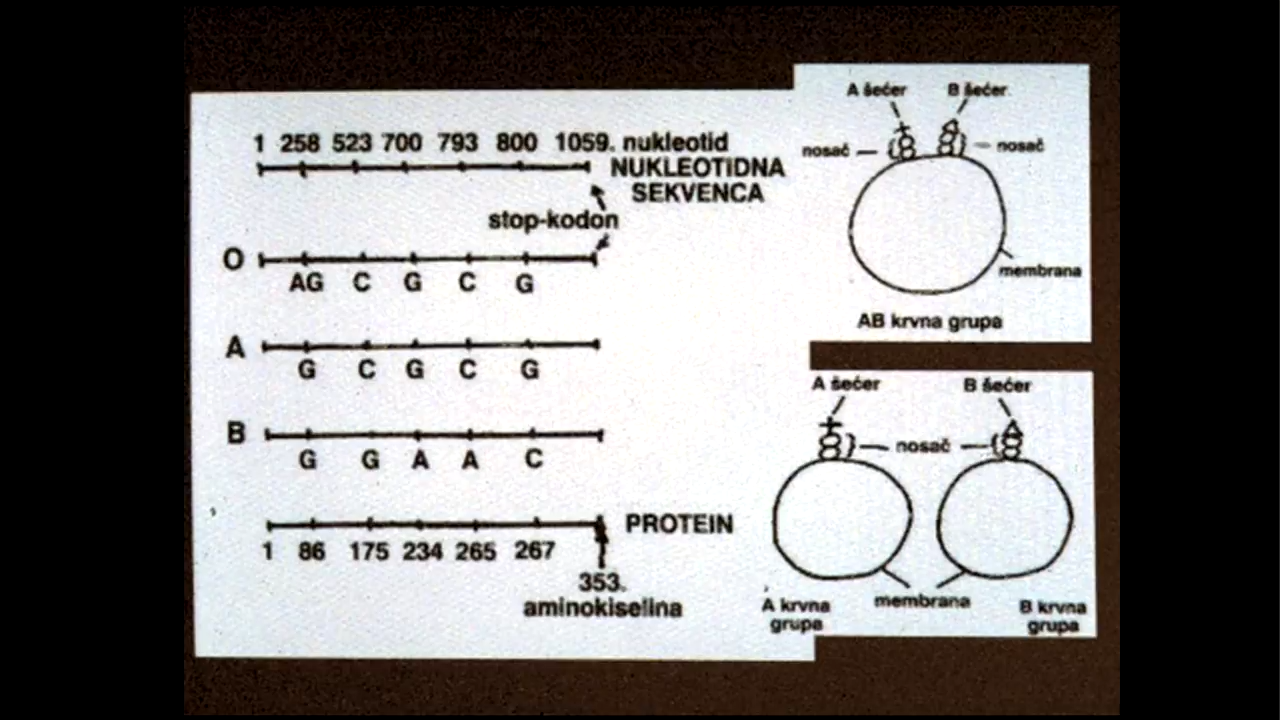 1 258 523 700 793 800 1059. nukleotid
NUKLEOTIDNA
SEKVENCA
stop-kodon
O
AG C G C G
A
G C G C G
B
G G A A C
PROTEIN
1 86 175 234 265 267
353.
aminokiselina
A šećer B šećer
nosač nosač
membrana
AB krvna grupa
A šećer B šećer
nosač
membrana
A krvna
grupa
B krvna
grupa